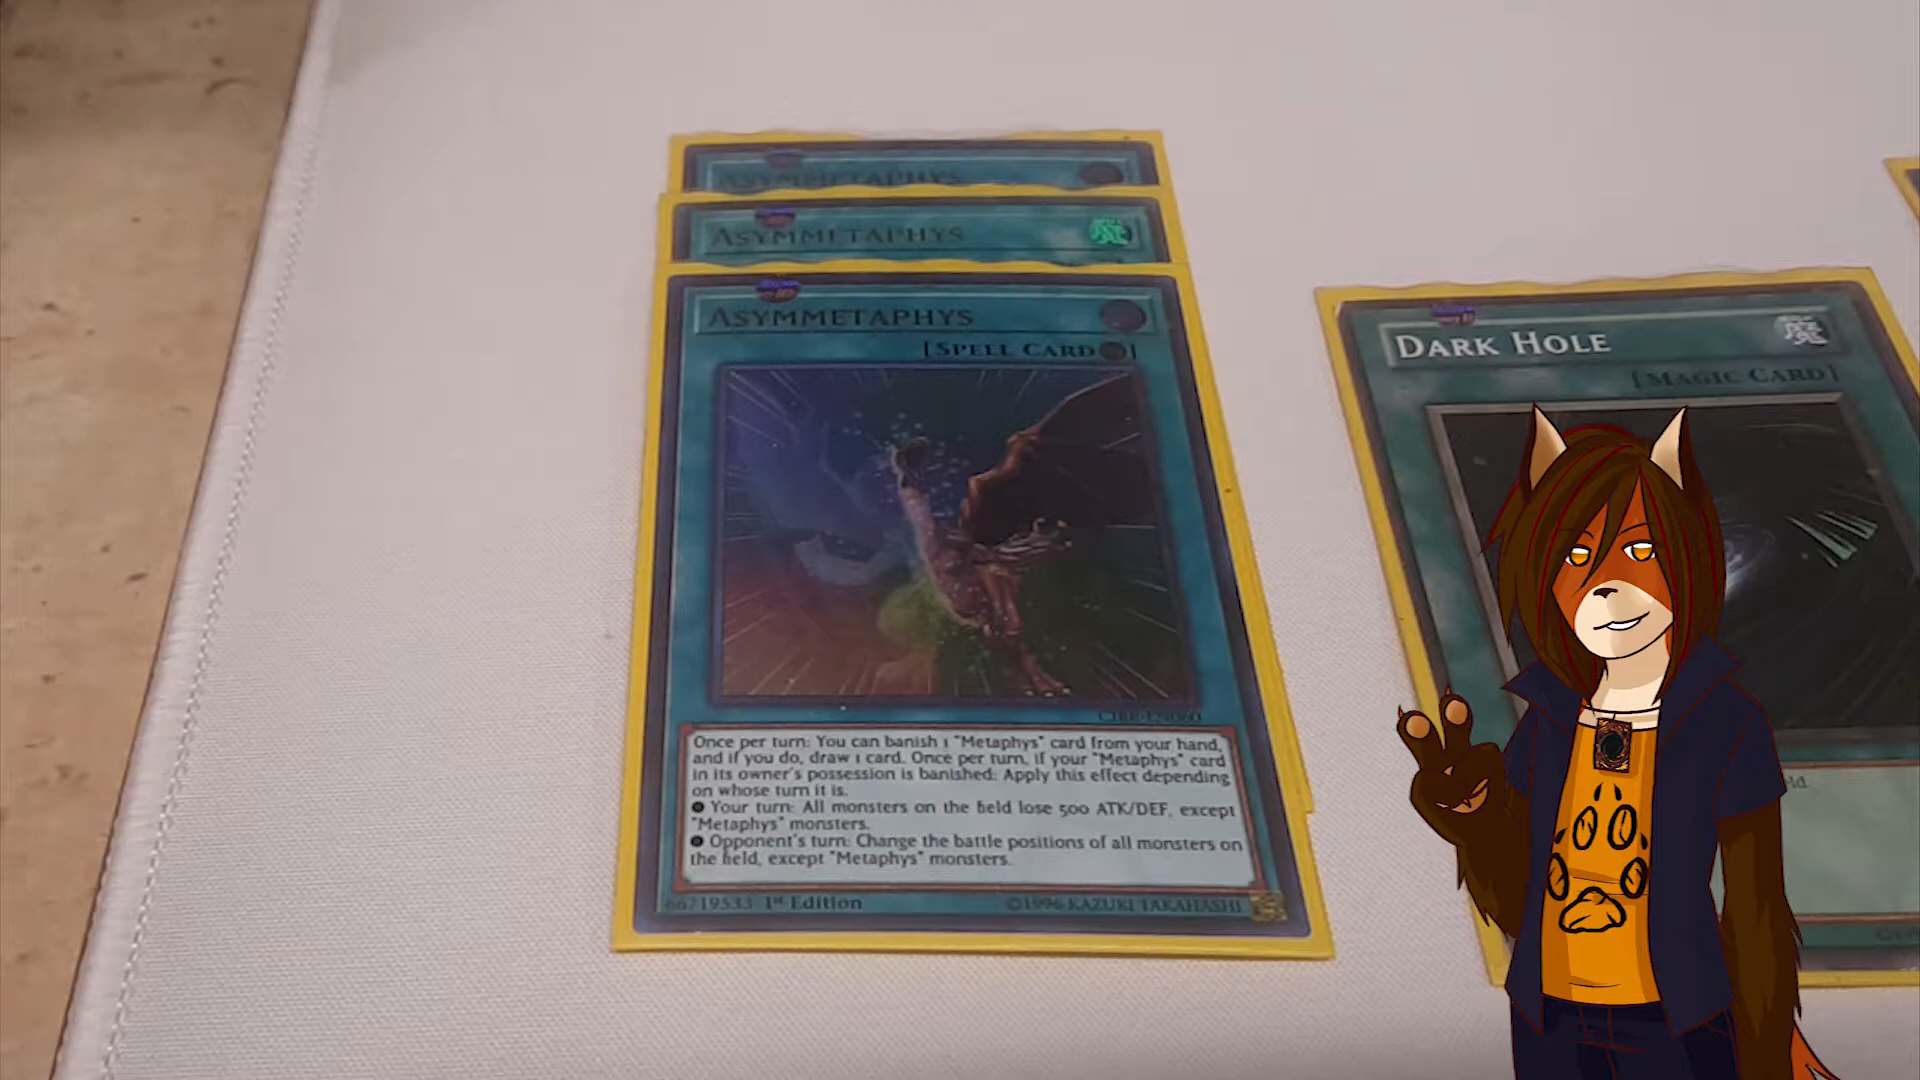 ASYMMETAPHYS
ASYMMETAPHYS
ASYMMETAPHYS
[SPELL CARD]
Once per turn: You can banish 1 "Metaphys" card from your hand,
and if you do, draw 1 card. Once per turn, if your "Metaphys" card
in its owner's possession is banished: Apply this effect depending
on whose turn it is.
● Your turn: All monsters on the field lose 500 ATK/DEF, except
"Metaphys" monsters.
● Opponent's turn: Change the battle positions of all monsters on
the field, except "Metaphys" monsters.
66719533 1st Edition ©1996 KAZUKI TAKAHASHI
DARK HOLE
[MAGIC CARD]